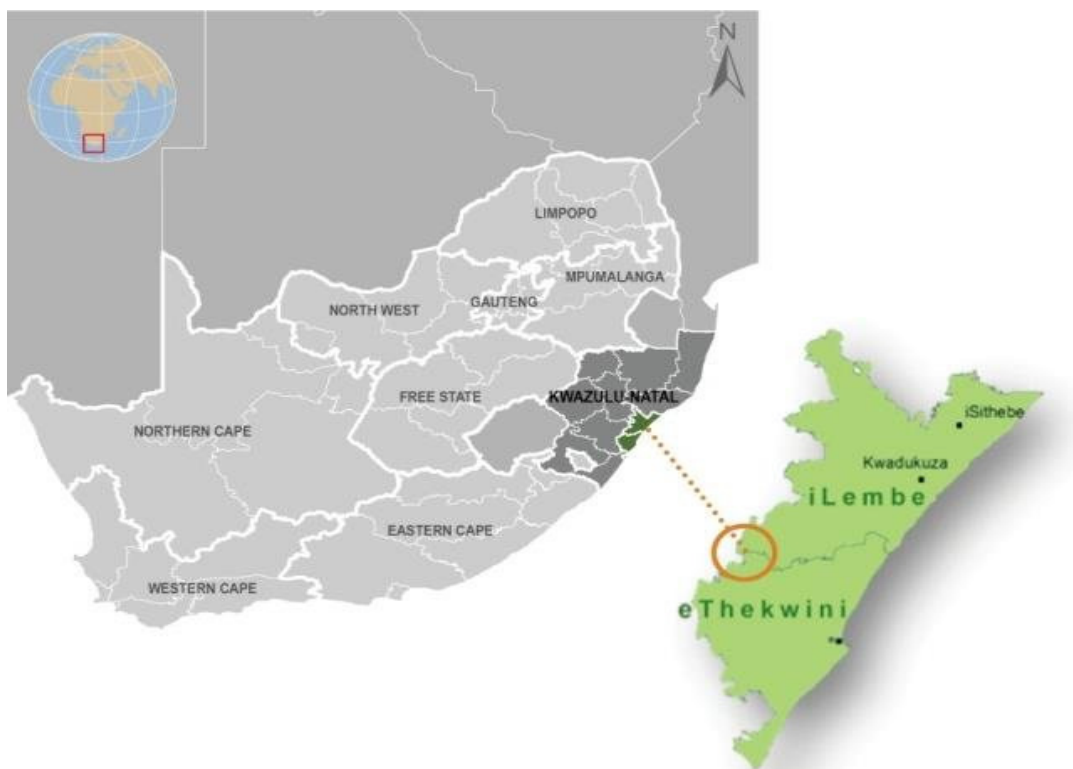 N
LIMPOPO
MPUMALANGA
GAUTENG
NORTH WEST
KWAZULU-NATAL
FREE STATE
NORTHERN CAPE
EASTERN CAPE
WESTERN CAPE
iSithebe
Kwadukuza
iLembe
eThekwini